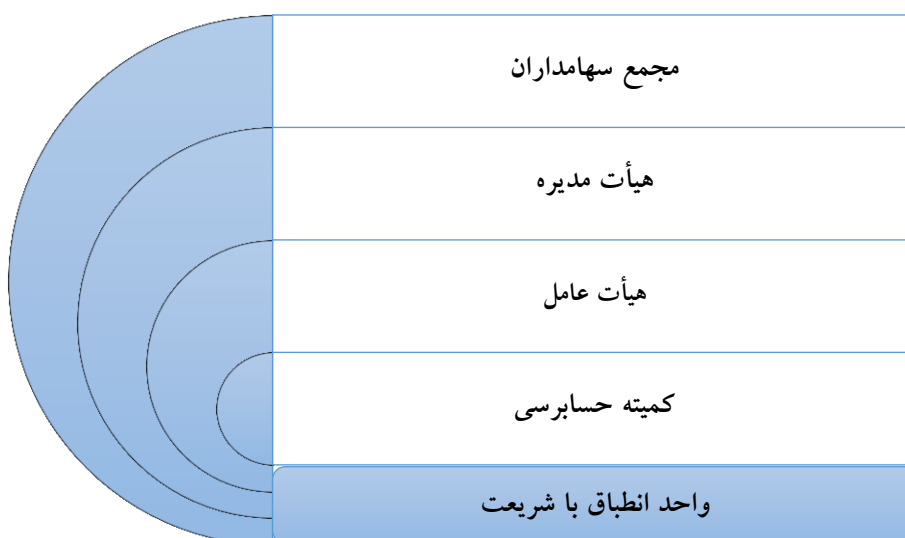 مجمع سهامداران
هیأت مدیره
هیأت عامل
کمیته حسابرسی
واحد انطباق با شریعت